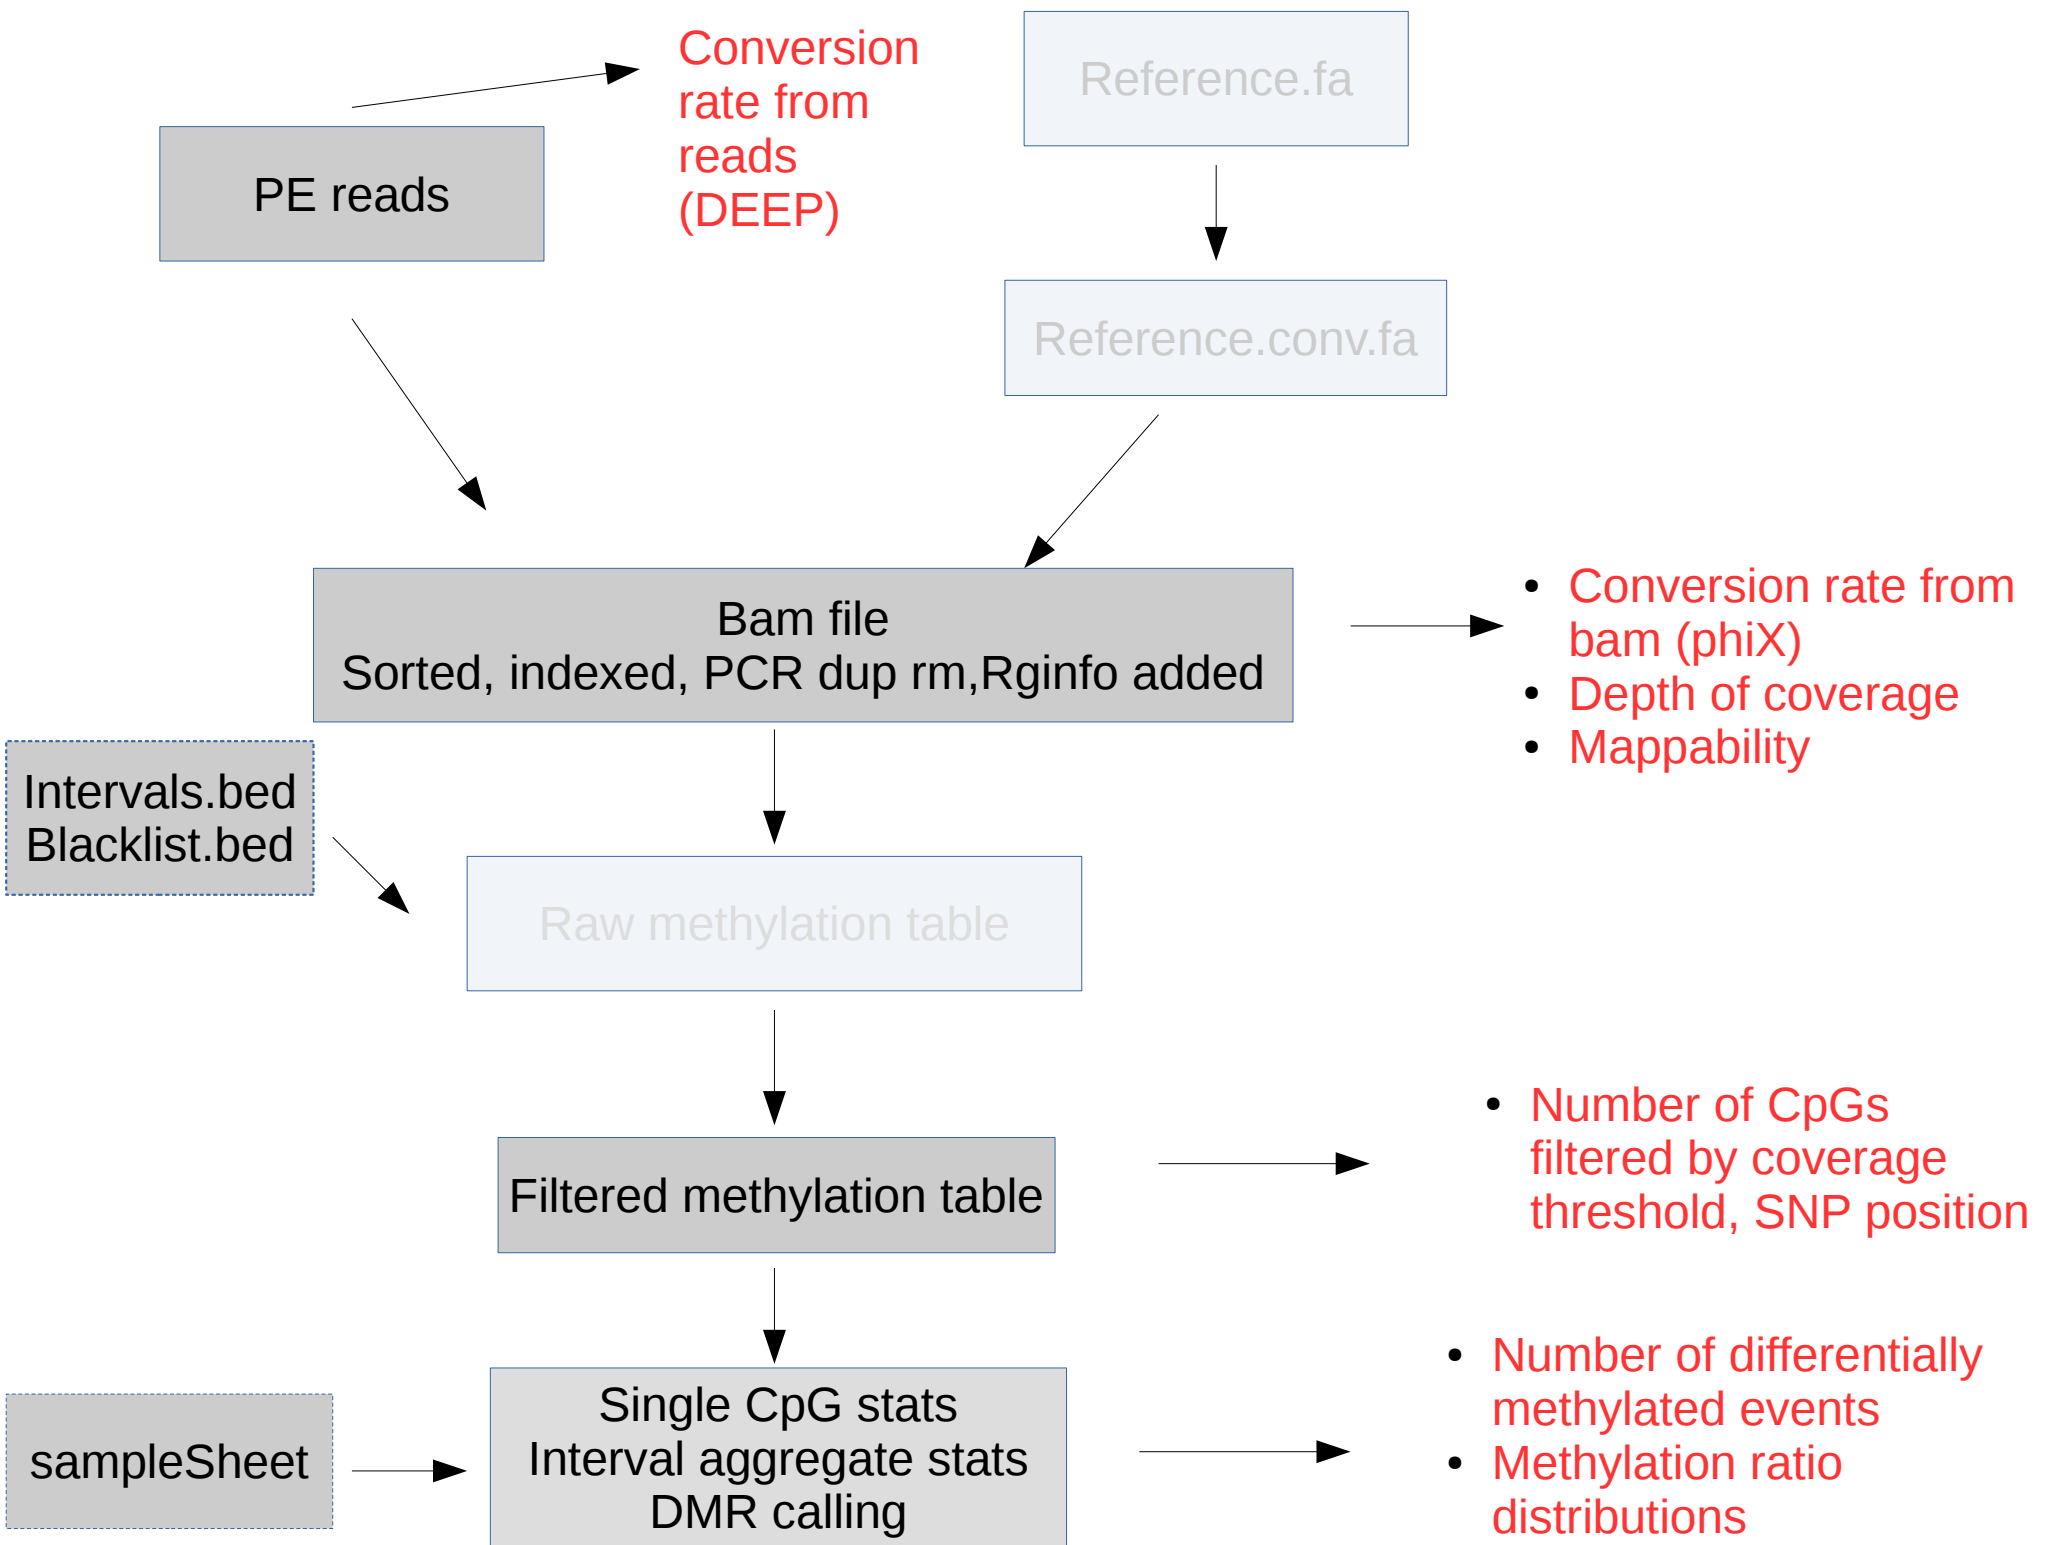 Conversion
rate from
reads
(DEEP)
Reference.fa
PE reads
Reference.conv.fa
Bam file
Sorted, indexed, PCR dup rm,Rginfo added
• Conversion rate from
bam (phiX)
• Depth of coverage
• Mappability
Intervals.bed
Blacklist.bed
Raw methylation table
Filtered methylation table
• Number of CpGs
filtered by coverage
threshold, SNP position
sampleSheet
Single CpG stats
Interval aggregate stats
DMR calling
• Number of differentially
methylated events
• Methylation ratio
distributions